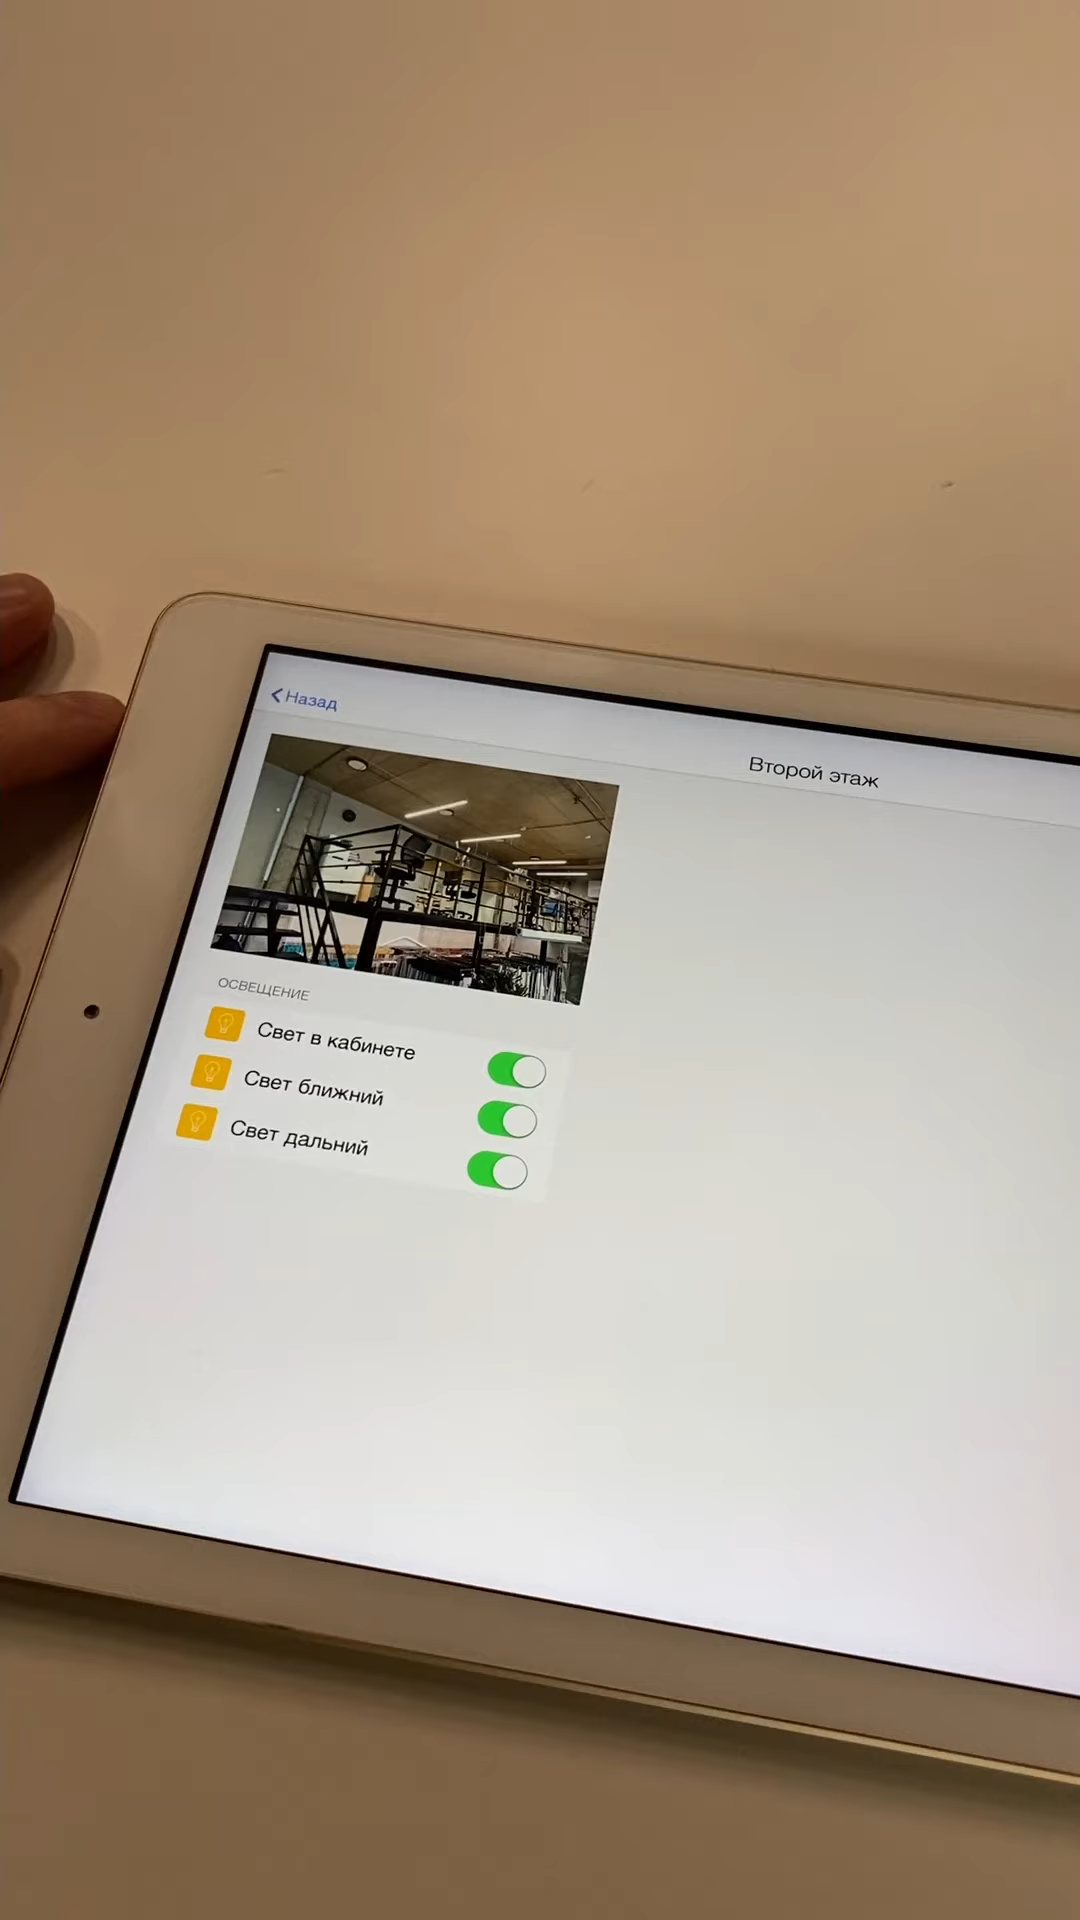 Назад
Второй этаж
ОСВЕЩЕНИЕ
Свет в кабинете
Свет ближний
Свет дальний